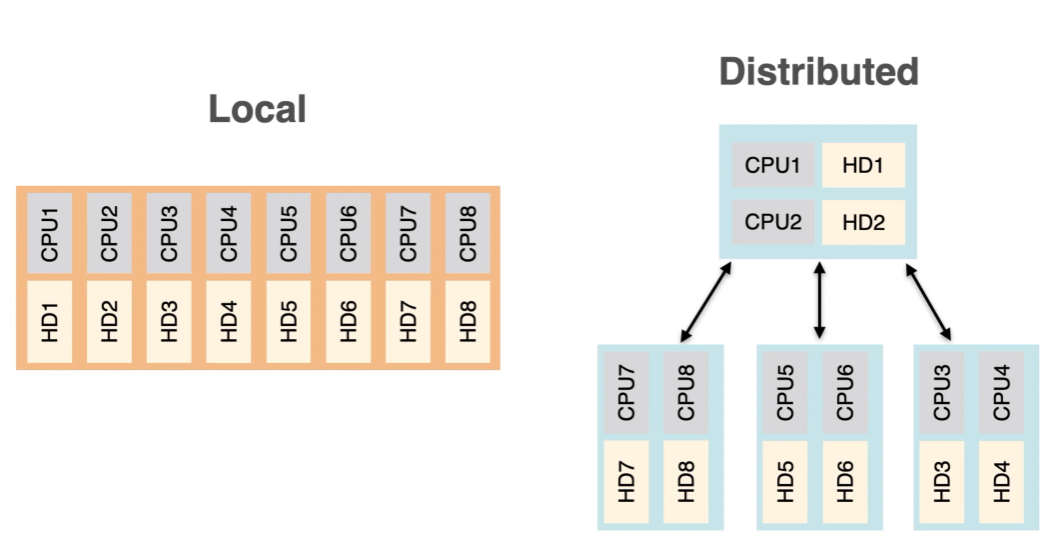 Local
CPU1 CPU2 CPU3 CPU4 CPU5 CPU6 CPU7 CPU8
HD1 HD2 HD3 HD4 HD5 HD6 HD7 HD8
Distributed
CPU1 HD1
CPU2 HD2
CPU7 CPU8
HD7 HD8
CPU5 CPU6
HD5 HD6
CPU3 CPU4
HD3 HD4